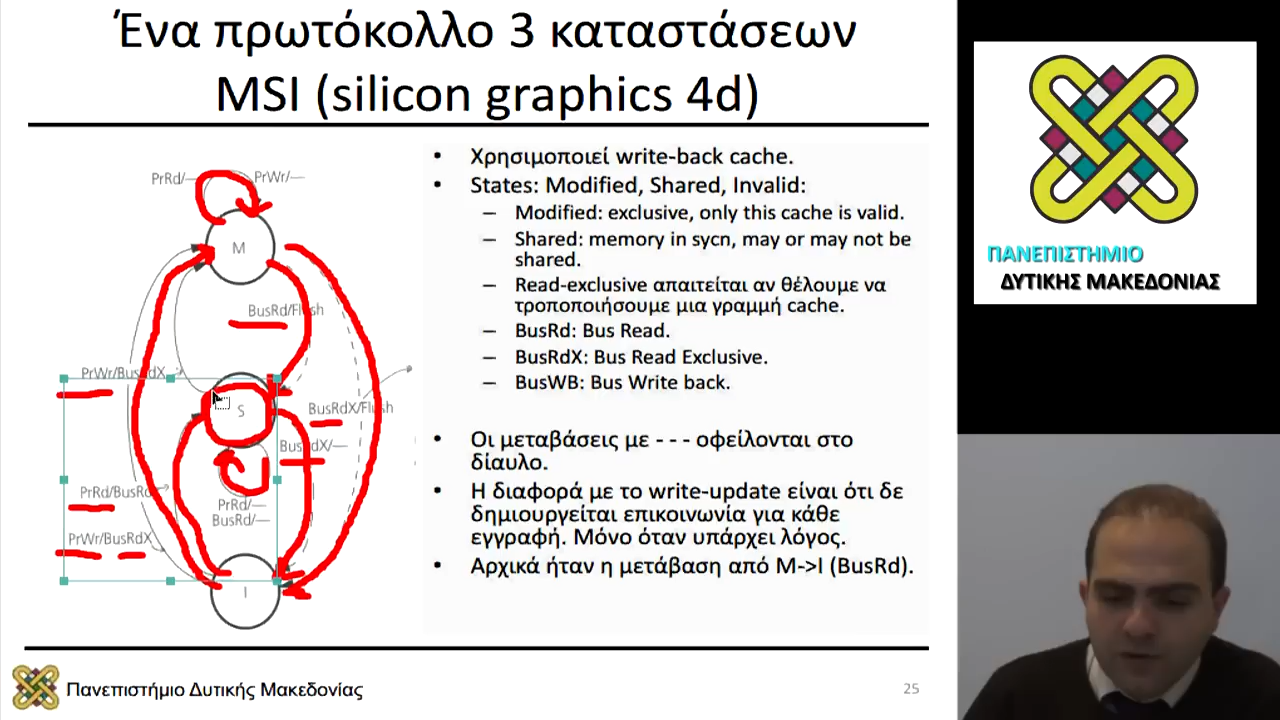 Ένα πρωτόκολλο 3 καταστάσεων
MSI (silicon graphics 4d)
PrRd/—
PrWr/—
M
BusRd/Flush
PrWr/BusRdX
S
BusRdX/Flush
BusRdX/—
PrRd/BusRd
PrRd/—
BusRd/—
PrWr/BusRdX
I
• Χρησιμοποιεί write-back cache.
• States: Modified, Shared, Invalid:
– Modified: exclusive, only this cache is valid.
– Shared: memory in sycn, may or may not be
shared.
– Read-exclusive απαιτείται αν θέλουμε να
τροποποιήσουμε μια γραμμή cache.
– BusRd: Bus Read.
– BusRdX: Bus Read Exclusive.
– BusWB: Bus Write back.
• Οι μεταβάσεις με - - - οφείλονται στο
δίαυλο.
• Η διαφορά με το write-update είναι ότι δε
δημιουργείται επικοινωνία για κάθε
εγγραφή. Μόνο όταν υπάρχει λόγος.
• Αρχικά ήταν η μετάβαση από M->I (BusRd).
Πανεπιστήμιο Δυτικής Μακεδονίας
25
ΠΑΝΕΠΙΣΤΗΜΙΟ
ΔΥΤΙΚΗΣ ΜΑΚΕΔΟΝΙΑΣ